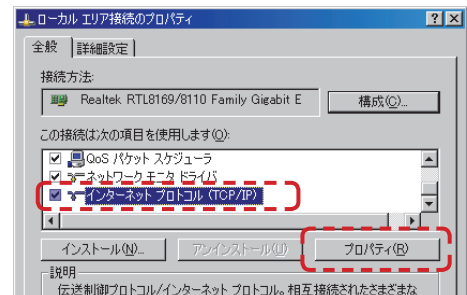 ローカル エリア接続のプロパティ
全般 詳細設定
接続方法:
Realtek RTL8169/8110 Family Gigabit E 構成(C)...
この接続は次の項目を使用します(O):
QoS パケット スケジューラ
ネットワーク モニタ ドライバ
インターネット プロトコル (TCP/IP)
インストール(N)... アンインストール(U) プロパティ(R)
説明
伝送制御プロトコル/インターネット プロトコル。相互接続されたさまざまな